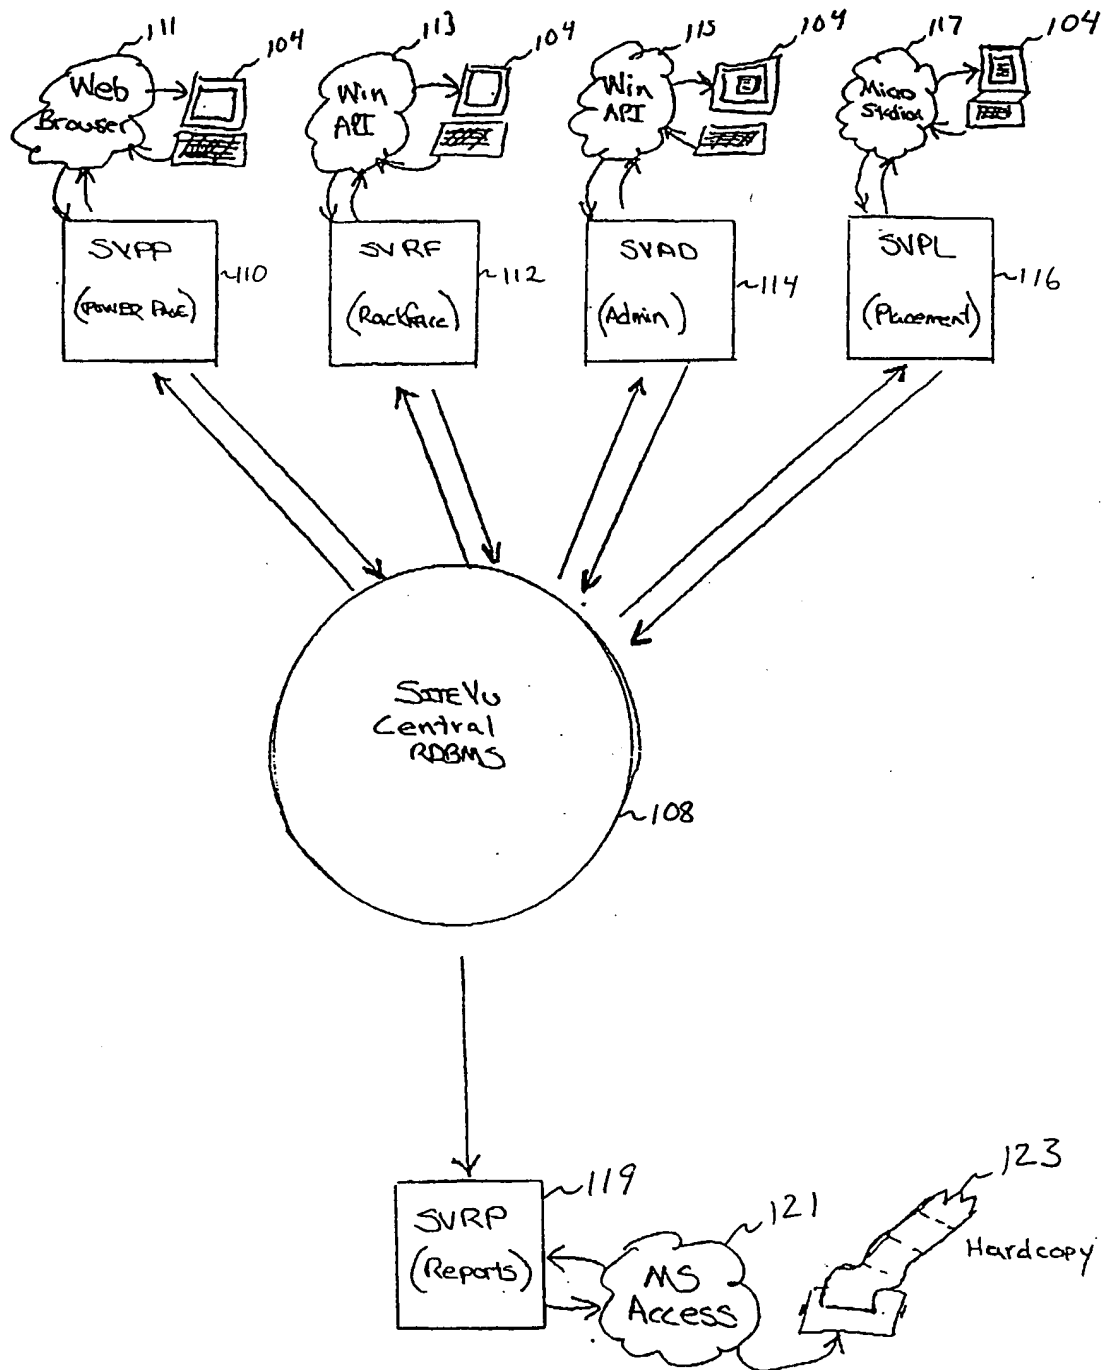 111
104
113
104
115
104
117
104
Web
Browser
Win
API
Win
API
Micro
Station
SVPP
(POWER PAGE)
110
SVRF
(Rackface)
112
SVAD
(Admin)
114
SVPL
(Placement)
116
SITEVU
Central
RDBMS
108
SVRP
(Reports)
119
MS
Access
121
123
Hardcopy